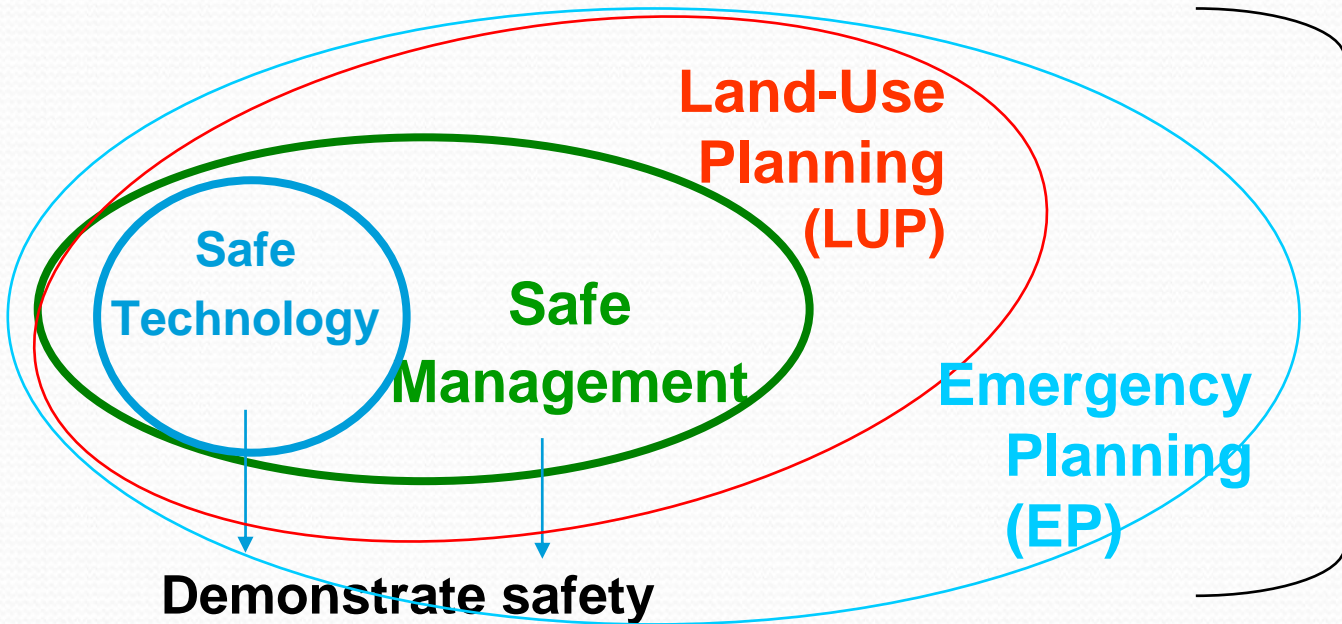 Land-Use
Planning
(LUP)
Safe
Technology
Safe
Management
Emergency
Planning
(EP)
Demonstrate safety